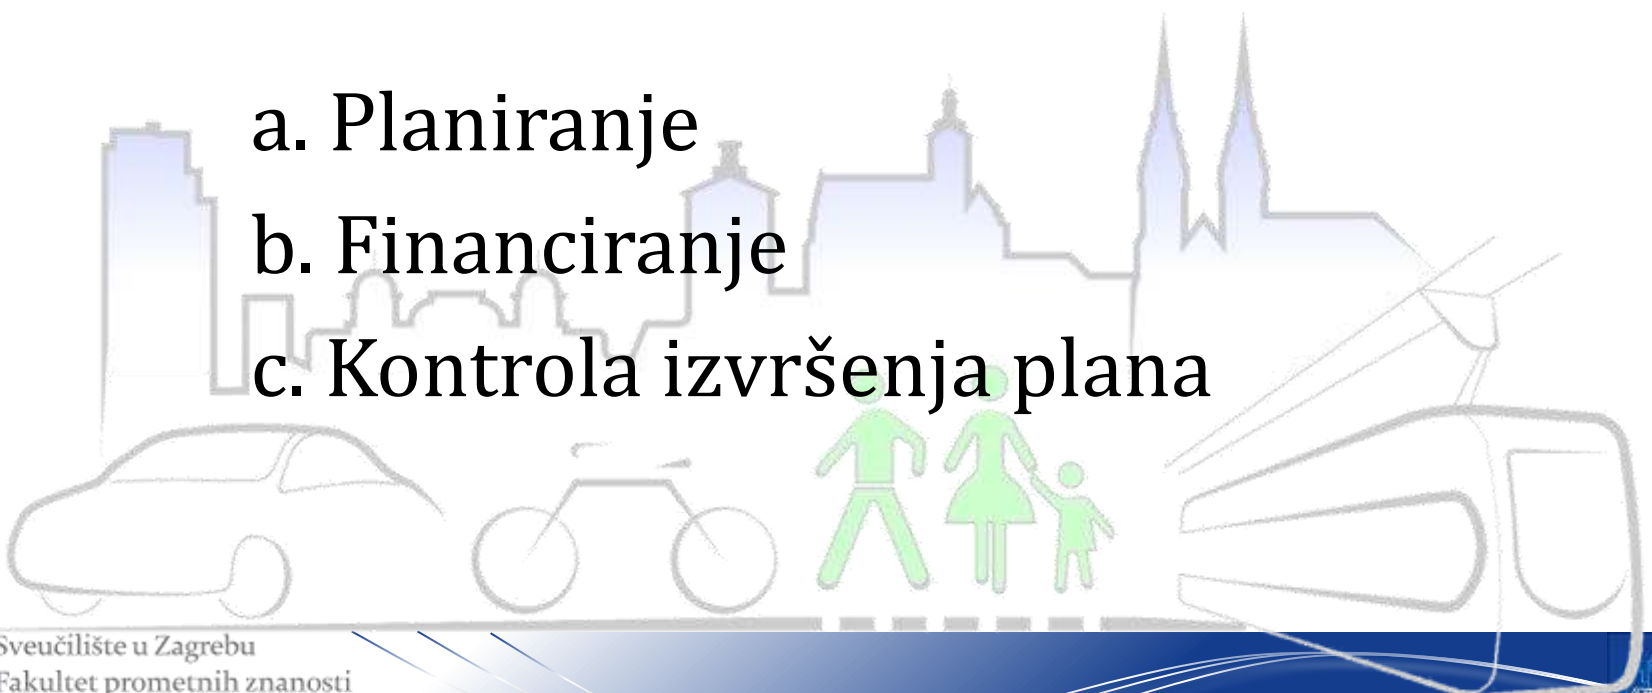 a. Planiranje
b. Financiranje
c. Kontrola izvršenja plana
Sveučilište u Zagrebu
Fakultet prometnih znanosti